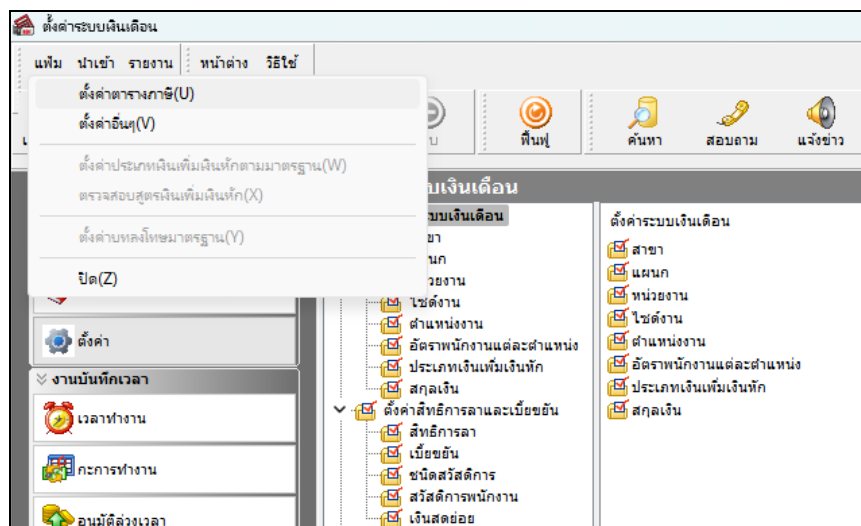 ตั้งค่าระบบเงินเดือน
แฟ้ม นำเข้า รายงาน หน้าต่าง วิธีใช้
ตั้งค่าตารางภาษี(U)
ตั้งค่าอื่นๆ(V)
ตั้งค่าประเภทเงินเพิ่มเงินหักตามมาตรฐาน(W)
ตรวจสอบสูตรเงินเพิ่มเงินหัก(X)
ตั้งค่าบทลงโทษมาตรฐาน(Y)
ปิด(Z)
ฟื้นฟู
ค้นหา
สอบถาม
แจ้งข่าว
บบเงินเดือน
ะบบเงินเดือน
ขา
นก
วยงาน
ไซด์งาน
ตำแหน่งงาน
อัตราพนักงานแต่ละตำแหน่ง
ประเภทเงินเพิ่มเงินหัก
สกุลเงิน
ตั้งค่าสิทธิการลาและเบี้ยขยัน
สิทธิการลา
เบี้ยขยัน
ชนิดสวัสดิการ
สวัสดิการพนักงาน
เงินสดย่อย
ตั้งค่าระบบเงินเดือน
สาขา
แผนก
หน่วยงาน
ไซด์งาน
ตำแหน่งงาน
อัตราพนักงานแต่ละตำแหน่ง
ประเภทเงินเพิ่มเงินหัก
สกุลเงิน
ตั้งค่า
งานบันทึกเวลา
เวลาทำงาน
กะการทำงาน
อนุมัติล่วงเวลา